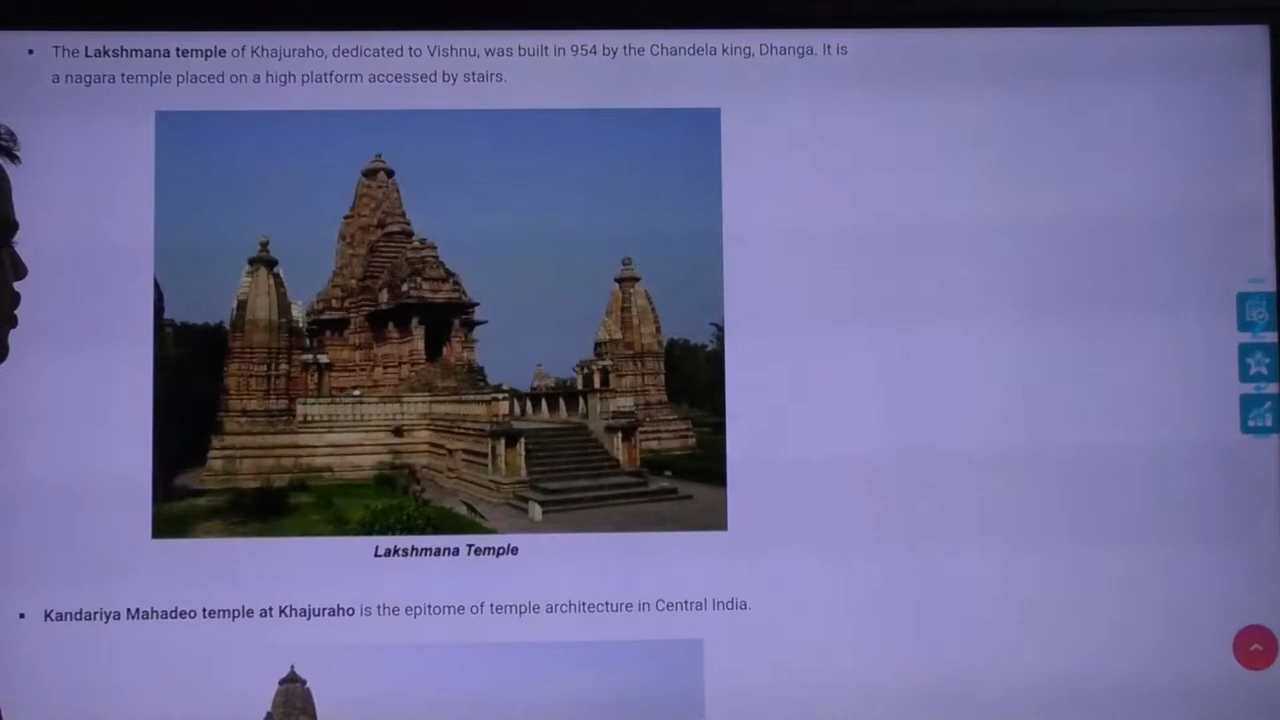 ▪ The Lakshmana temple of Khajuraho, dedicated to Vishnu, was built in 954 by the Chandela king, Dhanga. It is
a nagara temple placed on a high platform accessed by stairs.
Lakshmana Temple
▪ Kandariya Mahadeo temple at Khajuraho is the epitome of temple architecture in Central India.